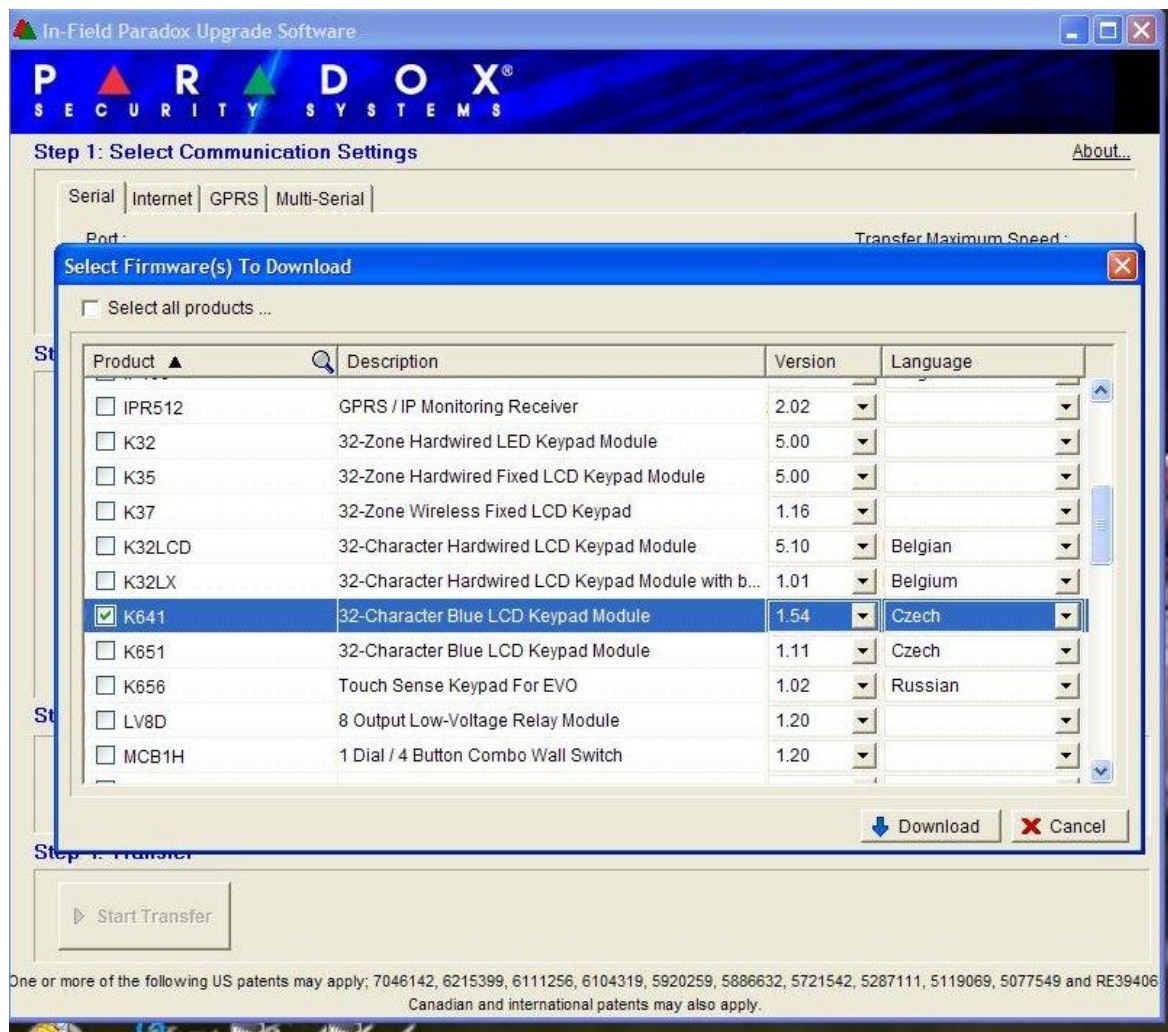 In-Field Paradox Upgrade Software
PARADOX®
SECURITY SYSTEMS
Step 1: Select Communication Settings
About...
Serial Internet GPRS Multi-Serial
Port : Transfer Maximum Speed :
Select Firmware(s) To Download
Select all products ...
St
Product Description Version Language
IPR512 GPRS / IP Monitoring Receiver 2.02
K32 32-Zone Hardwired LED Keypad Module 5.00
K35 32-Zone Hardwired Fixed LCD Keypad Module 5.00
K37 32-Zone Wireless Fixed LCD Keypad 1.16
K32LCD 32-Character Hardwired LCD Keypad Module 5.10 Belgian
K32LX 32-Character Hardwired LCD Keypad Module with b... 1.01 Belgium
K641 32-Character Blue LCD Keypad Module 1.54 Czech
K651 32-Character Blue LCD Keypad Module 1.11 Czech
K656 Touch Sense Keypad For EVO 1.02 Russian
St
LV8D 8 Output Low-Voltage Relay Module 1.20
MCB1H 1 Dial / 4 Button Combo Wall Switch 1.20
Download Cancel
Step 4: Transfer
Start Transfer
One or more of the following US patents may apply; 7046142, 6215399, 6111256, 6104319, 5920259, 5886632, 5721542, 5287111, 5119069, 5077549 and RE39406
Canadian and international patents may also apply.